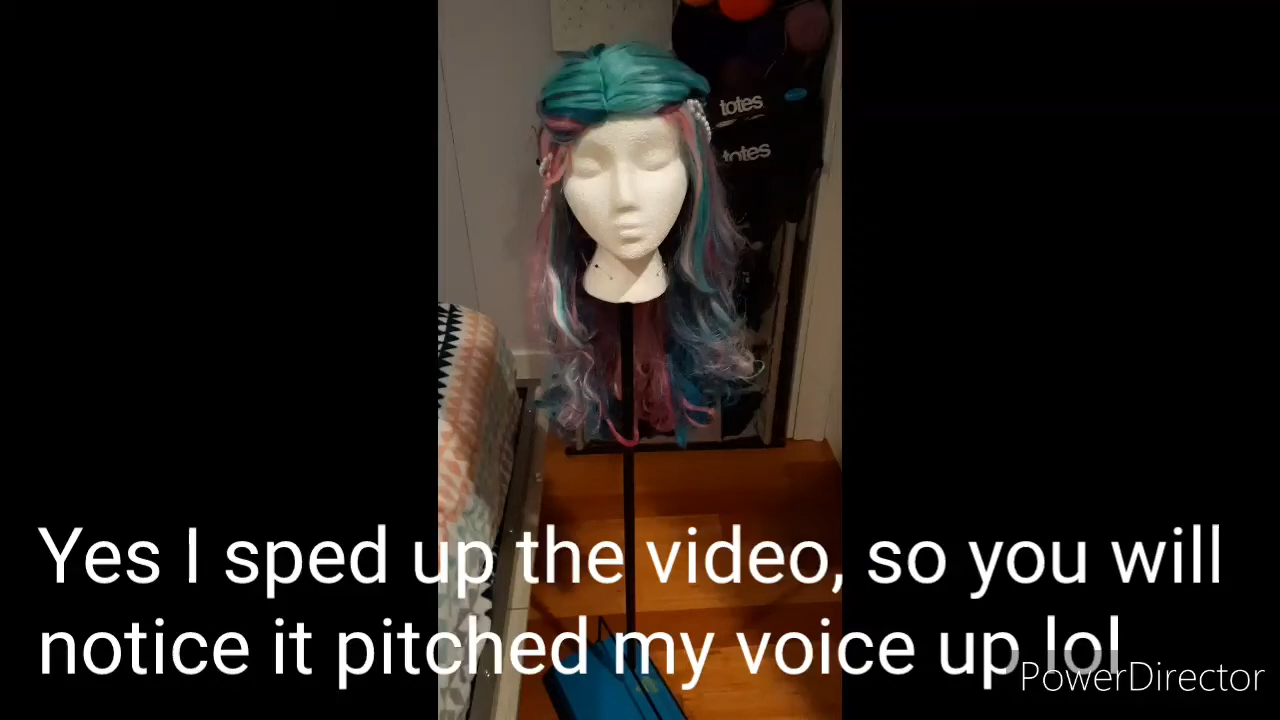 totes
totes
Yes I sped up the video, so you will
notice it pitched my voice up lol
PowerDirector